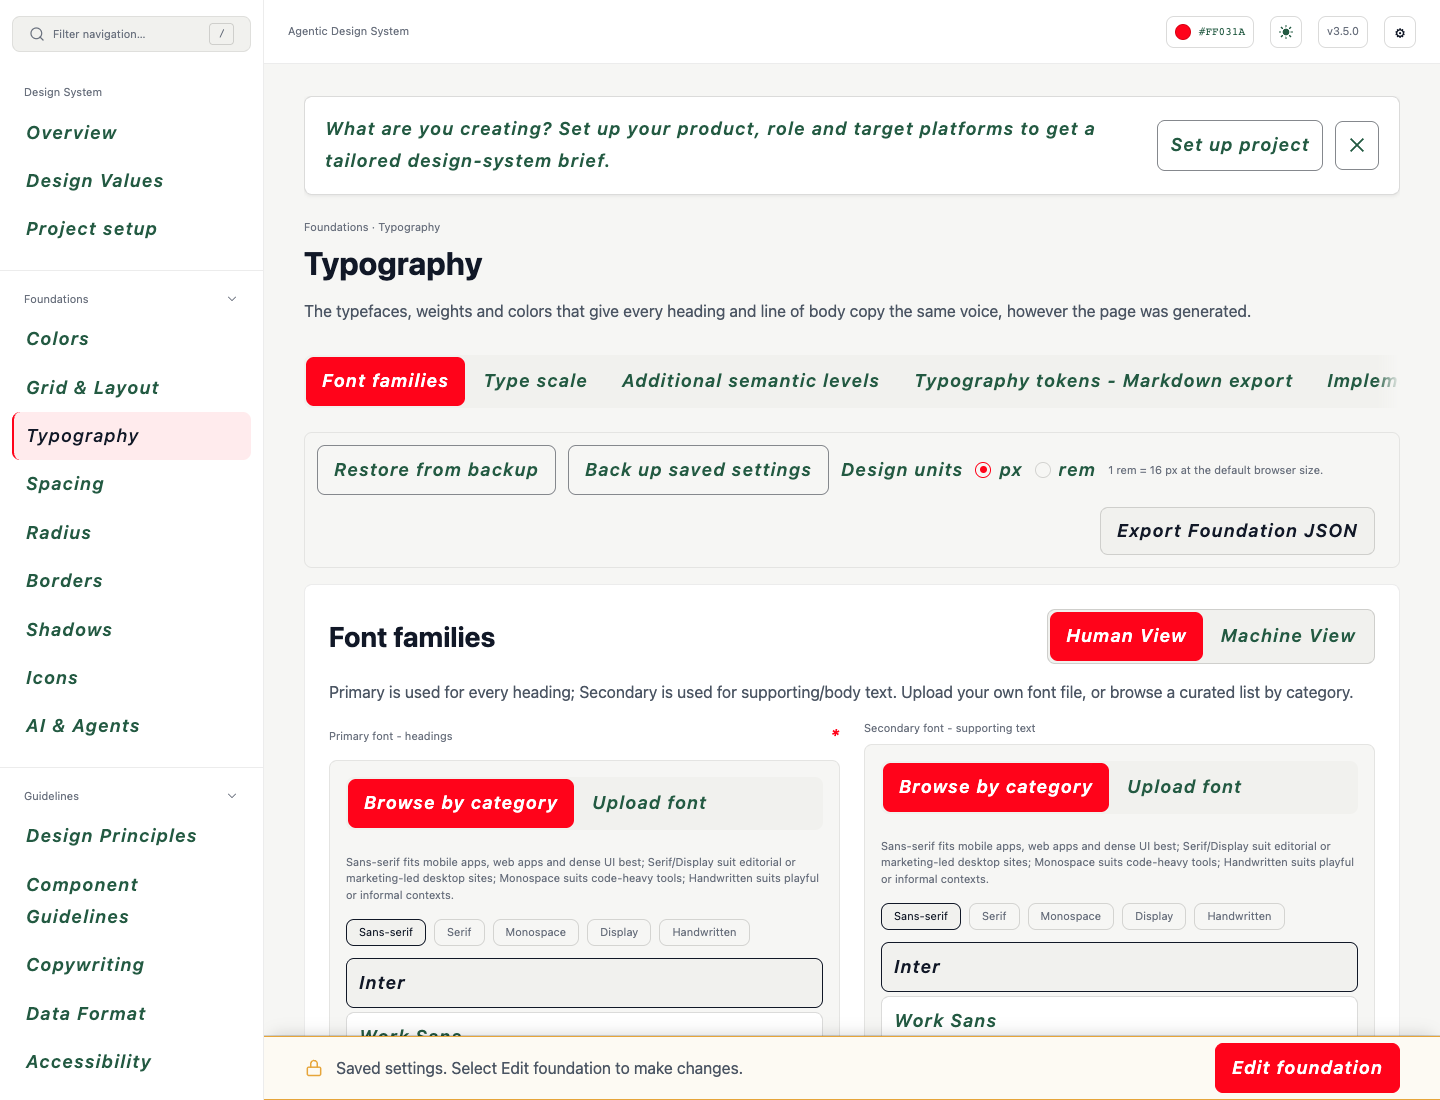 Filter navigation...
/
Agentic Design System
#FF031A
v3.5.0
Design System
Overview
Design Values
Project setup
Foundations
Colors
Grid & Layout
Typography
Spacing
Radius
Borders
Shadows
Icons
AI & Agents
Guidelines
Design Principles
Component
Guidelines
Copywriting
Data Format
Accessibility
What are you creating? Set up your product, role and target platforms to get a
tailored design-system brief.
Set up project
Foundations · Typography
Typography
The typefaces, weights and colors that give every heading and line of body copy the same voice, however the page was generated.
Font families
Type scale
Additional semantic levels
Typography tokens - Markdown export
Implem
Restore from backup
Back up saved settings
Design units
px
rem
1 rem = 16 px at the default browser size.
Export Foundation JSON
Font families
Human View
Machine View
Primary is used for every heading; Secondary is used for supporting/body text. Upload your own font file, or browse a curated list by category.
Primary font - headings
*
Browse by category
Upload font
Sans-serif fits mobile apps, web apps and dense UI best; Serif/Display suit editorial or
marketing-led desktop sites; Monospace suits code-heavy tools; Handwritten suits playful
or informal contexts.
Sans-serif
Serif
Monospace
Display
Handwritten
Inter
Work Sans
Secondary font - supporting text
Browse by category
Upload font
Sans-serif fits mobile apps, web apps and dense UI best; Serif/Display suit editorial or
marketing-led desktop sites; Monospace suits code-heavy tools; Handwritten suits playful
or informal contexts.
Sans-serif
Serif
Monospace
Display
Handwritten
Inter
Work Sans
Saved settings. Select Edit foundation to make changes.
Edit foundation